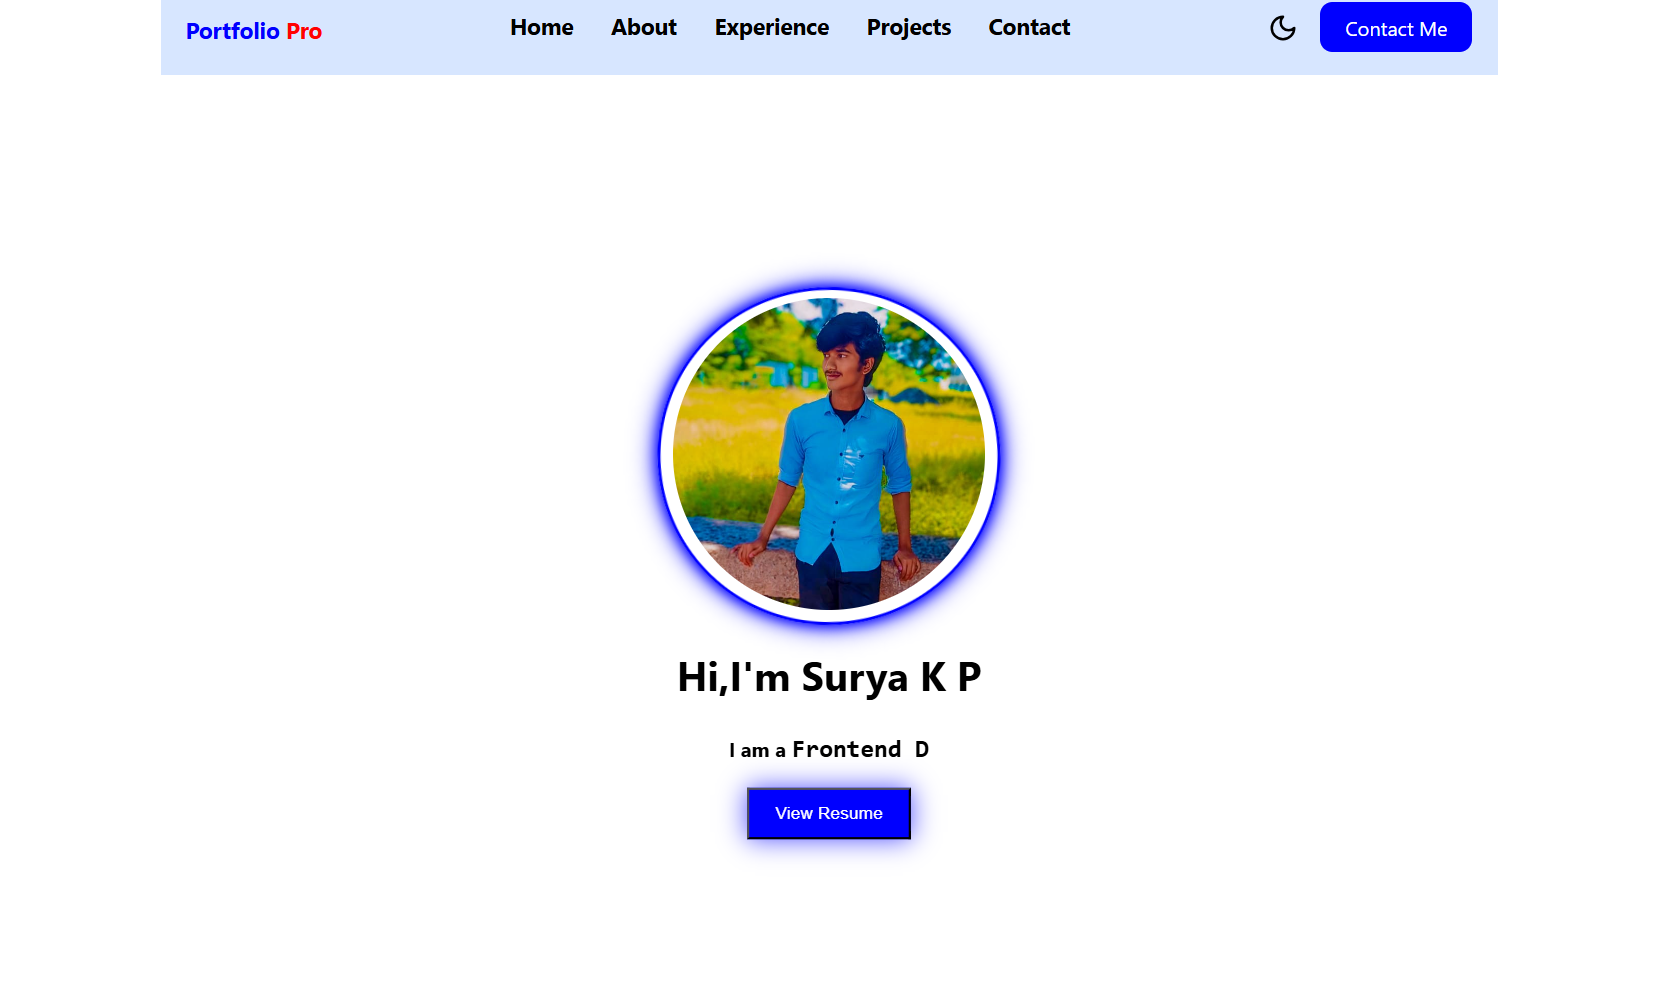 Portfolio Pro Home About Experience Projects Contact Contact Me
Hi,I'm Surya K P
I am a Frontend D
View Resume